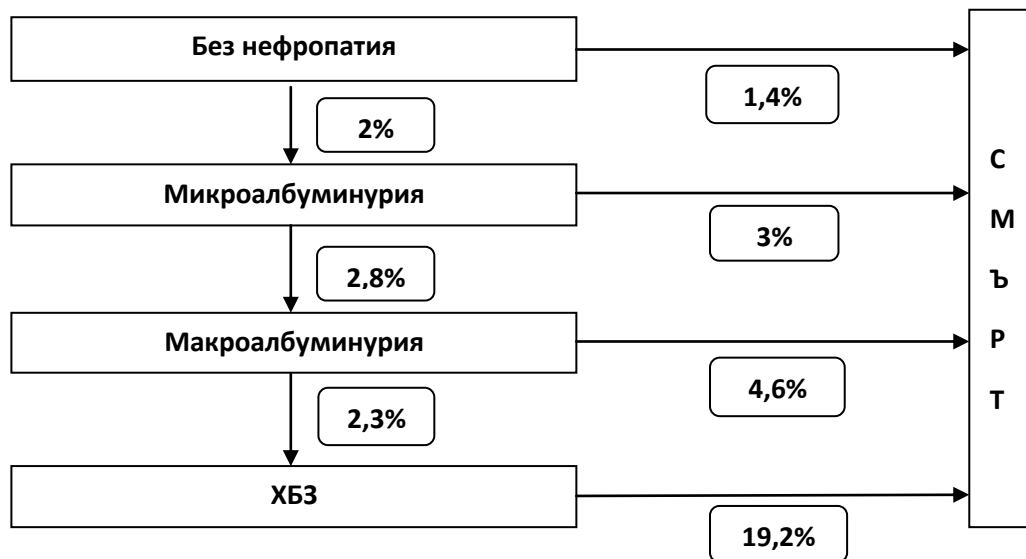 Без нефропатия
1,4%
2%
Микроалбуминурия
3%
2,8%
Макроалбуминурия
4,6%
2,3%
ХБЗ
19,2%
С
М
Ъ
Р
Т